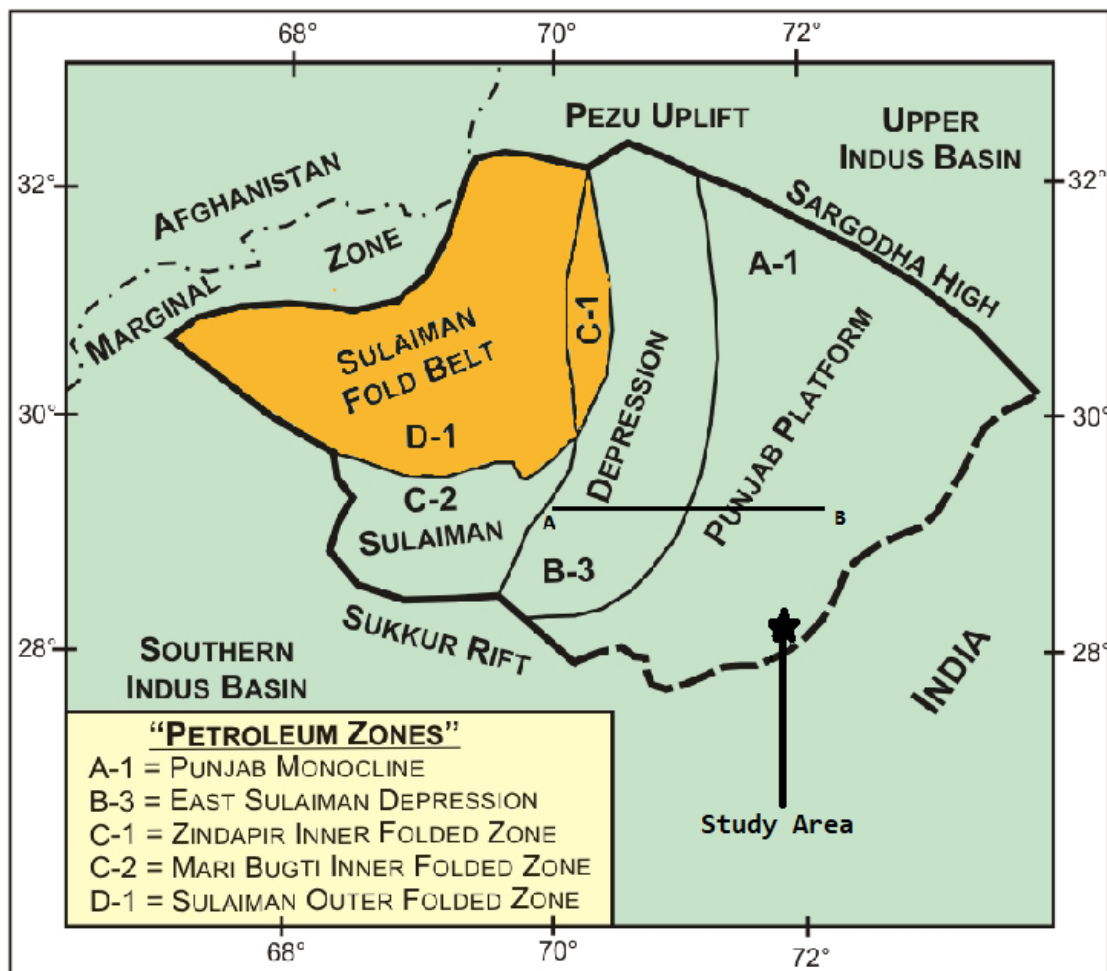 68°
70°
72°
PEZU UPLIFT
UPPER
INDUS BASIN
32°
32°
AFGHANISTAN
MARGINAL
ZONE
SARGODHA HIGH
A-1
C-1
SULAIMAN
FOLD BELT
D-1
DEPRESSION
PUNJAB PLATFORM
30°
30°
C-2
SULAIMAN
A
B
B-3
SUKKUR RIFT
28°
28°
SOUTHERN
INDUS BASIN
INDIA
"PETROLEUM ZONES"
A-1 = PUNJAB MONOCLINE
B-3 = EAST SULAIMAN DEPRESSION
C-1 = ZINDAPIR INNER FOLDED ZONE
C-2 = MARI BUGTI INNER FOLDED ZONE
D-1 = SULAIMAN OUTER FOLDED ZONE
Study Area
68°
70°
72°